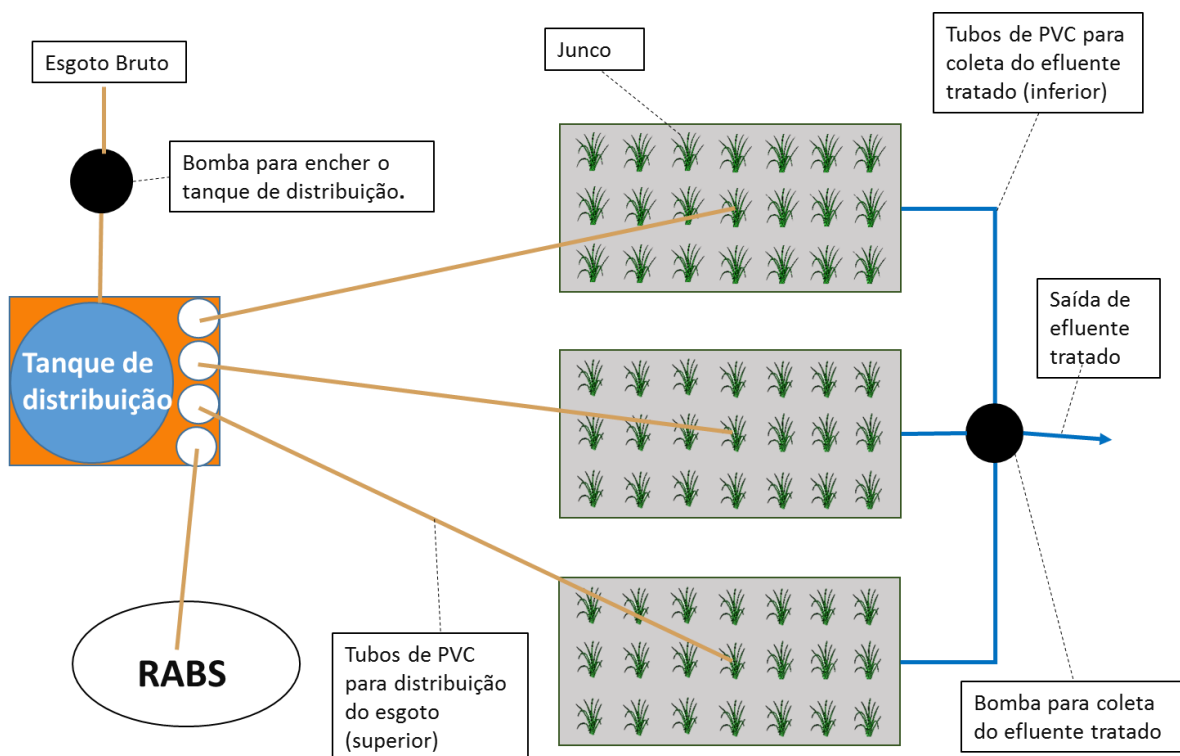 Esgoto Bruto
Bomba para encher o
tanque de distribuição.
Junco
Tubos de PVC para
coleta do efluente
tratado (inferior)
Saída de
efluente
tratado
Tanque de
distribuição
RABS
Tubos de PVC
para distribuição
do esgoto
(superior)
Bomba para coleta
do efluente tratado